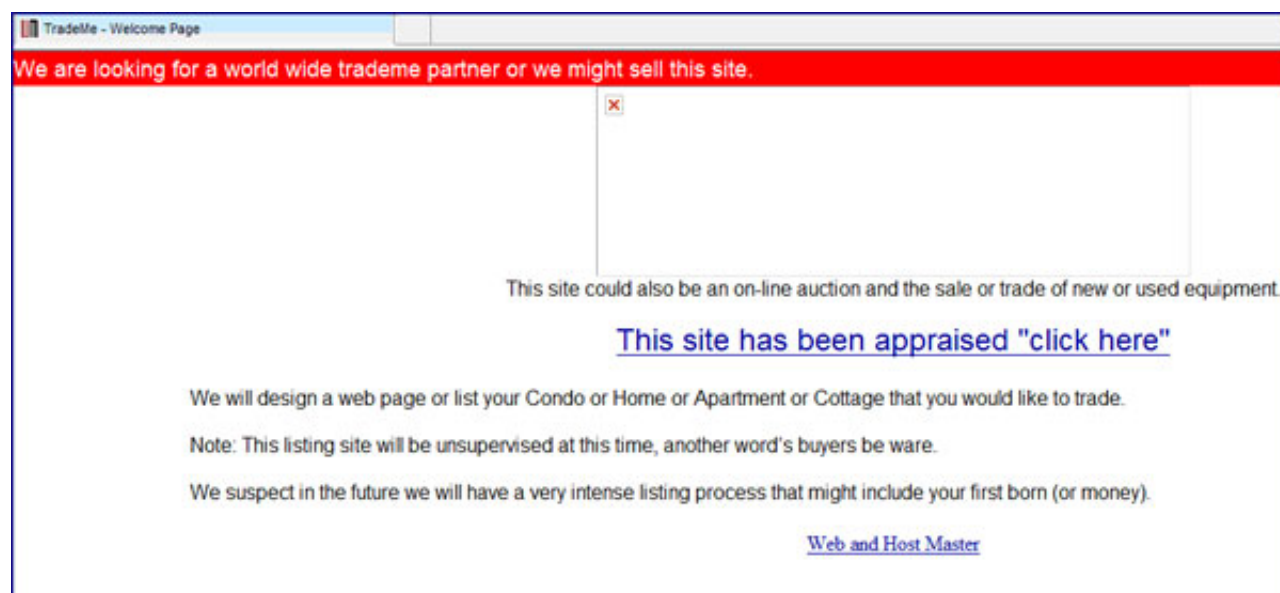 TradeMe - Welcome Page
We are looking for a world wide trademe partner or we might sell this site.
This site could also be an on-line auction and the sale or trade of new or used equipment.
This site has been appraised "click here"
We will design a web page or list your Condo or Home or Apartment or Cottage that you would like to trade.
Note: This listing site will be unsupervised at this time, another word's buyers be ware.
We suspect in the future we will have a very intense listing process that might include your first born (or money).
Web and Host Master